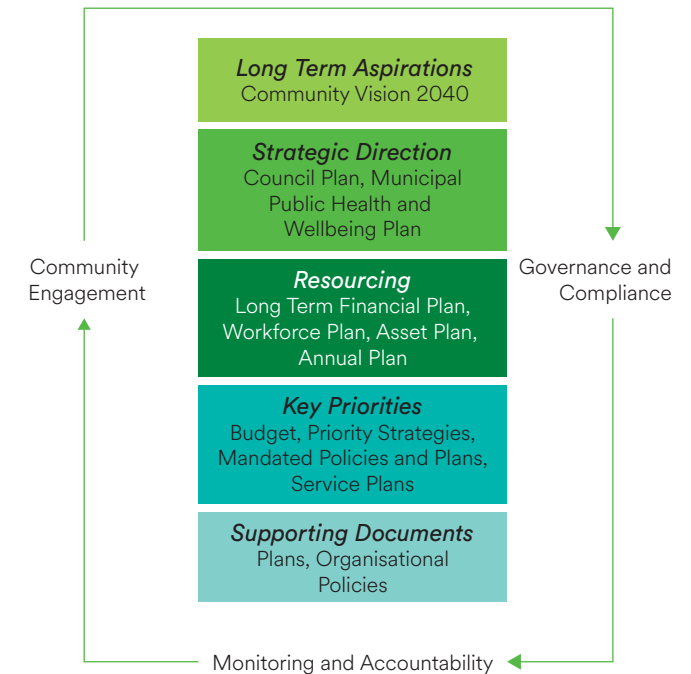 Long Term Aspirations
Community Vision 2040
Strategic Direction
Council Plan, Municipal
Public Health and
Wellbeing Plan
Community
Engagement
Governance and
Compliance
Resourcing
Long Term Financial Plan,
Workforce Plan, Asset Plan,
Annual Plan
Key Priorities
Budget, Priority Strategies,
Mandated Policies and Plans,
Service Plans
Supporting Documents
Plans, Organisational
Policies
Monitoring and Accountability